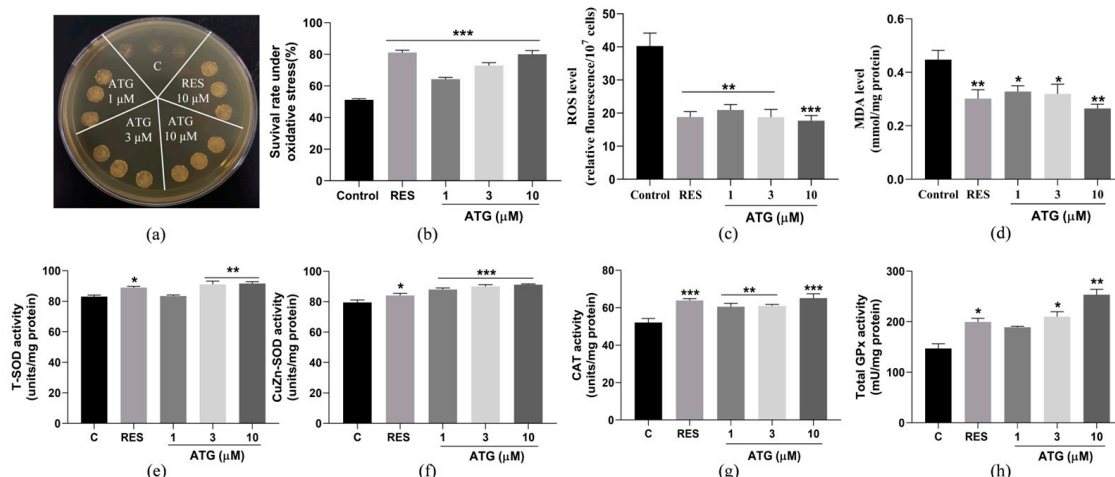 C
RES
10 μM
ATG
1 μM
ATG
3 μM
ATG
10 μM
(a)
Suvival rate under
oxidative stress(%)
100
80
60
40
20
0
***
Control RES 1 3 10
ATG (μM)
(b)
ROS level
(relative flourescence/10⁷ cells)
50
40
30
20
10
0
**
***
Control RES 1 3 10
ATG (μM)
(c)
MDA level
(mmol/mg protein)
0.6
0.4
0.2
0.0
** * * **
Control RES 1 3 10
ATG (μM)
(d)
T-SOD activity
(units/mg protein)
100
80
60
40
20
0
* **
C RES 1 3 10
ATG (μM)
(e)
CuZn-SOD activity
(units/mg protein)
100
80
60
40
20
0
* ***
C RES 1 3 10
ATG (μM)
(f)
CAT activity
(units/mg protein)
100
80
60
40
20
0
*** ** ***
C RES 1 3 10
ATG (μM)
(g)
Total GPx activity
(mU/mg protein)
300
200
100
0
* * **
C RES 1 3 10
ATG (μM)
(h)